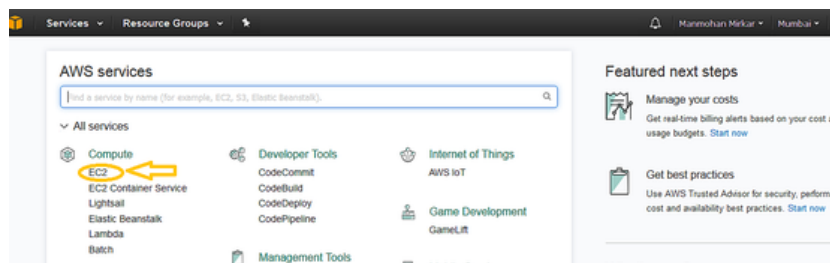 Services Resource Groups Manmohan Mirkar Mumbai
AWS services
Find a service by name (for example, EC2, S3, Elastic Beanstalk).
All services
Compute
EC2
EC2 Container Service
Lightsail
Elastic Beanstalk
Lambda
Batch
Developer Tools
CodeCommit
CodeBuild
CodeDeploy
CodePipeline
Management Tools
Internet of Things
AWS IoT
Game Development
GameLift
Featured next steps
Manage your costs
Get real-time billing alerts based on your cost
usage budgets. Start now
Get best practices
Use AWS Trusted Advisor for security, perform
cost and availability best practices. Start now